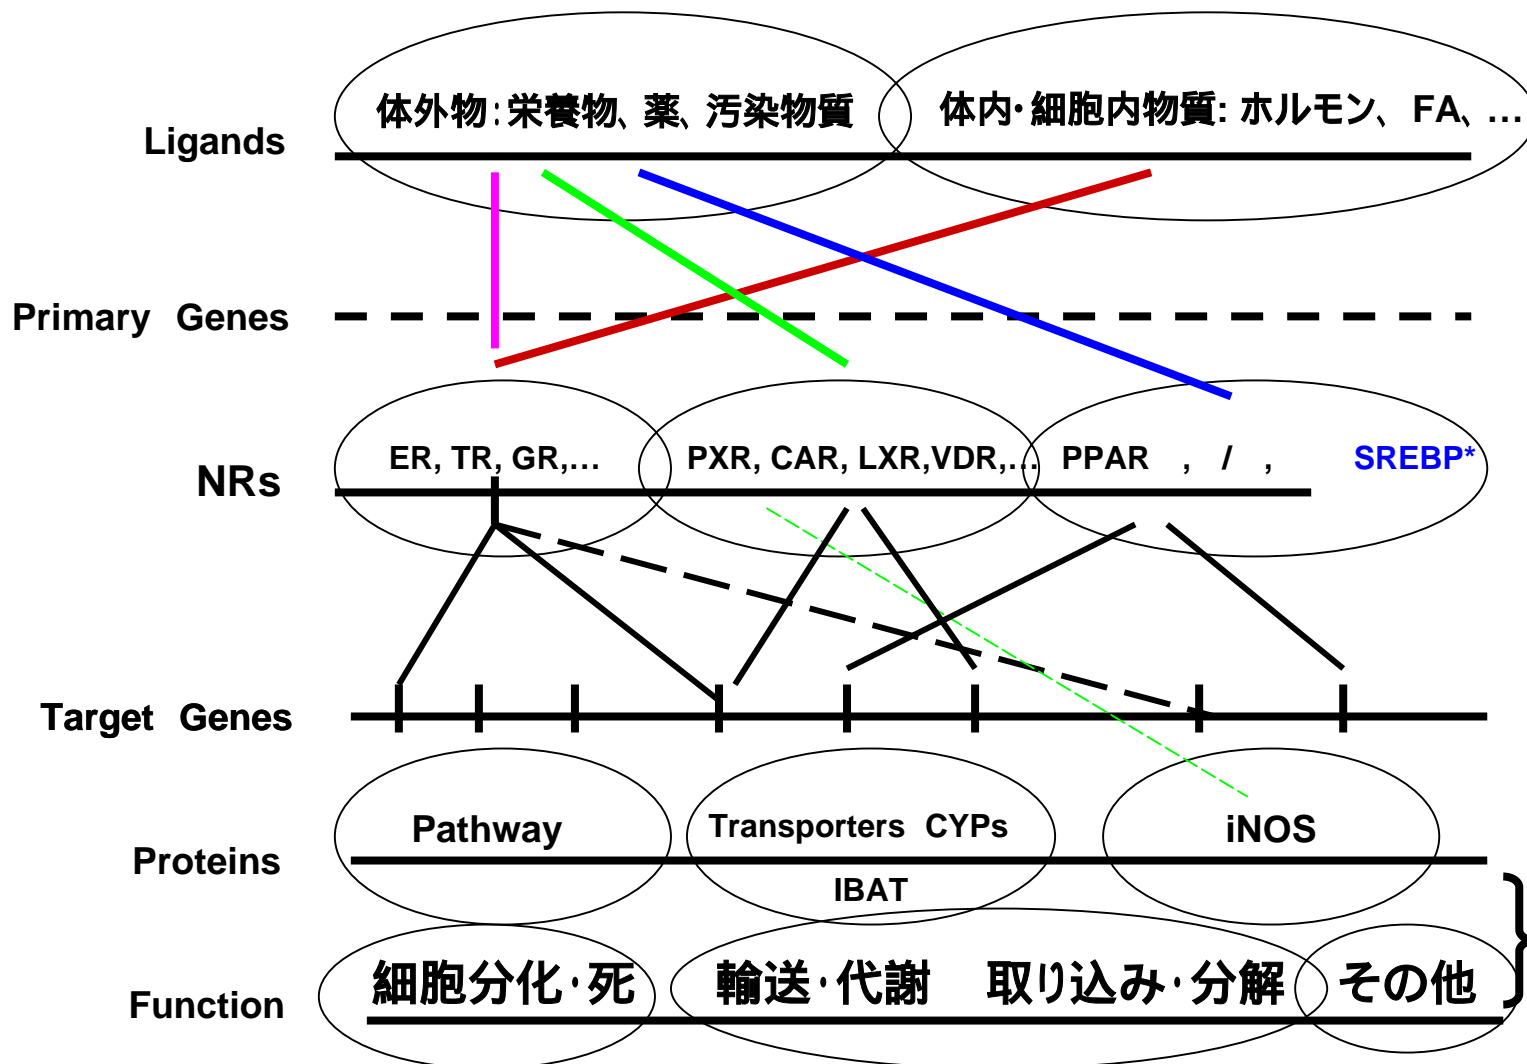 体外物:栄養物、薬、汚染物質
体内・細胞内物質: ホルモン、 FA、…
Ligands
Primary Genes
ER, TR, GR,…
PXR, CAR, LXR,VDR,…
PPAR , / ,
SREBP*
NRs
Target Genes
Pathway
Transporters CYPs
iNOS
Proteins
IBAT
細胞分化・死
輸送・代謝 取り込み・分解
その他
Function